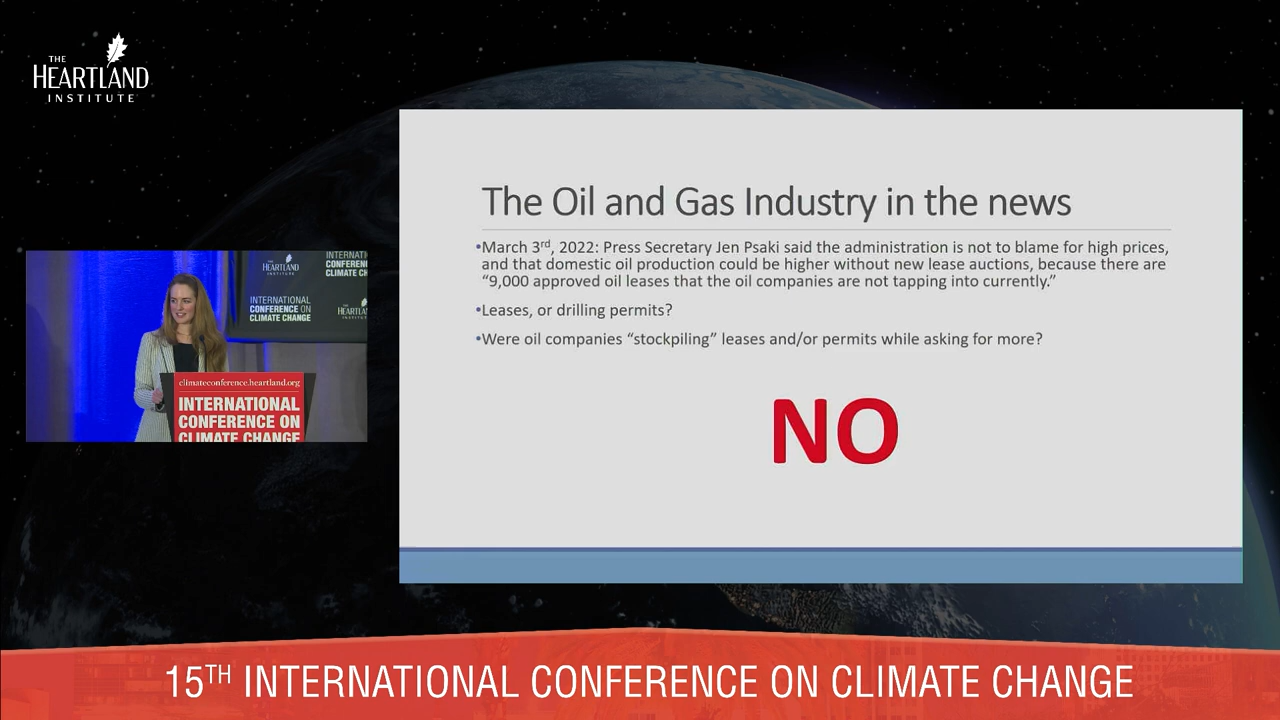 THE
HEARTLAND
INSTITUTE
The Oil and Gas Industry in the news
•March 3rd, 2022: Press Secretary Jen Psaki said the administration is not to blame for high prices,
and that domestic oil production could be higher without new lease auctions, because there are
“9,000 approved oil leases that the oil companies are not tapping into currently.”
•Leases, or drilling permits?
•Were oil companies “stockpiling” leases and/or permits while asking for more?
NO
HEARTLAND
INSTITUTE
INTERNATIONAL
CONFERENCE ON
CLIMATE CHANGE
climateconference.heartland.org
INTERNATIONAL
CONFERENCE ON
CLIMATE CHANGE
15TH INTERNATIONAL CONFERENCE ON CLIMATE CHANGE